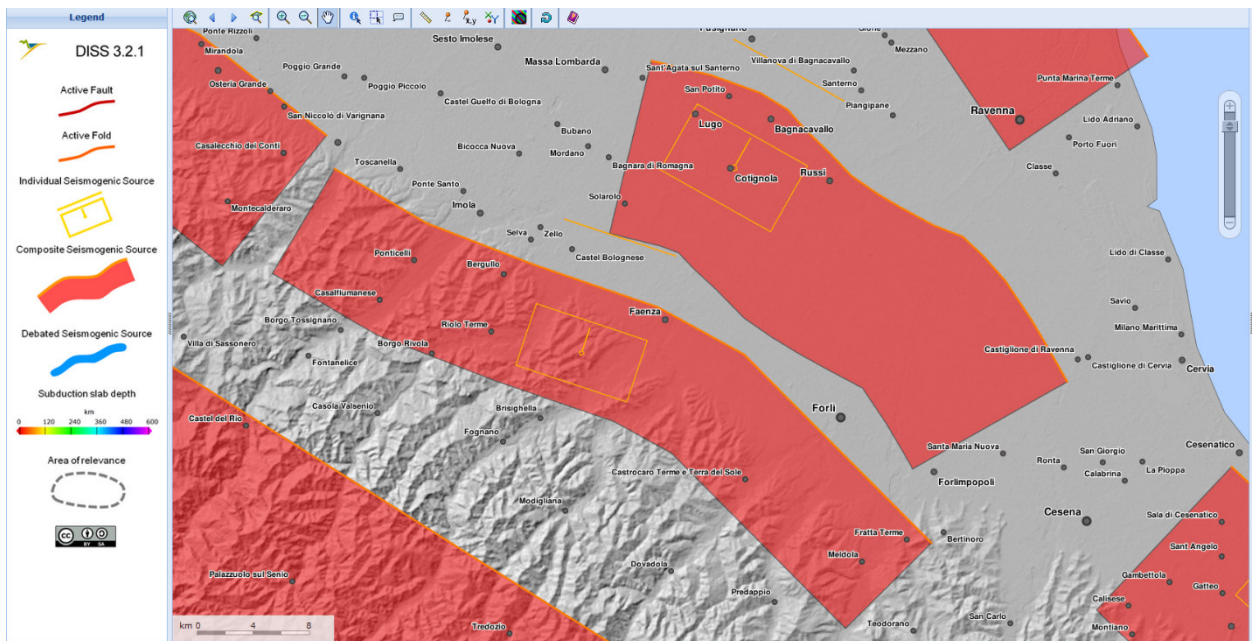 Legend
DISS 3.2.1
Active Fault
Active Fold
Individual Seismogenic Source
Composite Seismogenic Source
Debated Seismogenic Source
Subduction slab depth
km
0 120 240 360 480 600
Area of relevance
CC BY SA
x,y
Ponte Rizzoli
Mirandola
Sesto Imolese
Villanova di Bagnacavallo
Mezzano
Poggio Grande
Massa Lombarda
Sant'Agata sul Santerno
Osteria Grande
Poggio Piccolo
Santerno
Punta Marina Terme
San Potito
Castel Guelfo di Bologna
Piangipane
San Niccolò di Varignana
Lugo
Ravenna
Bagnacavallo
Lido Adriano
Bubano
Casalecchio dei Conti
Bicocca Nuova
Mordano
Porto Fuori
Toscanella
Bagnara di Romagna
Classe
Cotignola
Russi
Ponte Santo
Solarolo
Montecalderaro
Imola
Selva
Zello
Ponticelli
Castel Bolognese
Lido di Classe
Bergullo
Casalfiumanese
Savio
Faenza
Borgo Tossignano
Riolo Terme
Milano Marittima
Villa di Sassonero
Borgo Rivola
Castiglione di Ravenna
Fontanelice
Castiglione di Cervia
Cervia
Casola Valsenio
Brisighella
Forlì
Castel del Rio
Fognano
Santa Maria Nuova
San Giorgio
Cesenatico
Ronta
La Pioppa
Castrocaro Terme e Terra del Sole
Calabrina
Forlimpopoli
Modigliana
Cesena
Sala di Cesenatico
Fratta Terme
Bertinoro
Meldola
Sant'Angelo
Dovadola
Palazzuolo sul Senio
Gambettola
Gatteo
Predappio
Calisese
San Carlo
km 0 4 8
Tredozio
Teodorano
Montiano